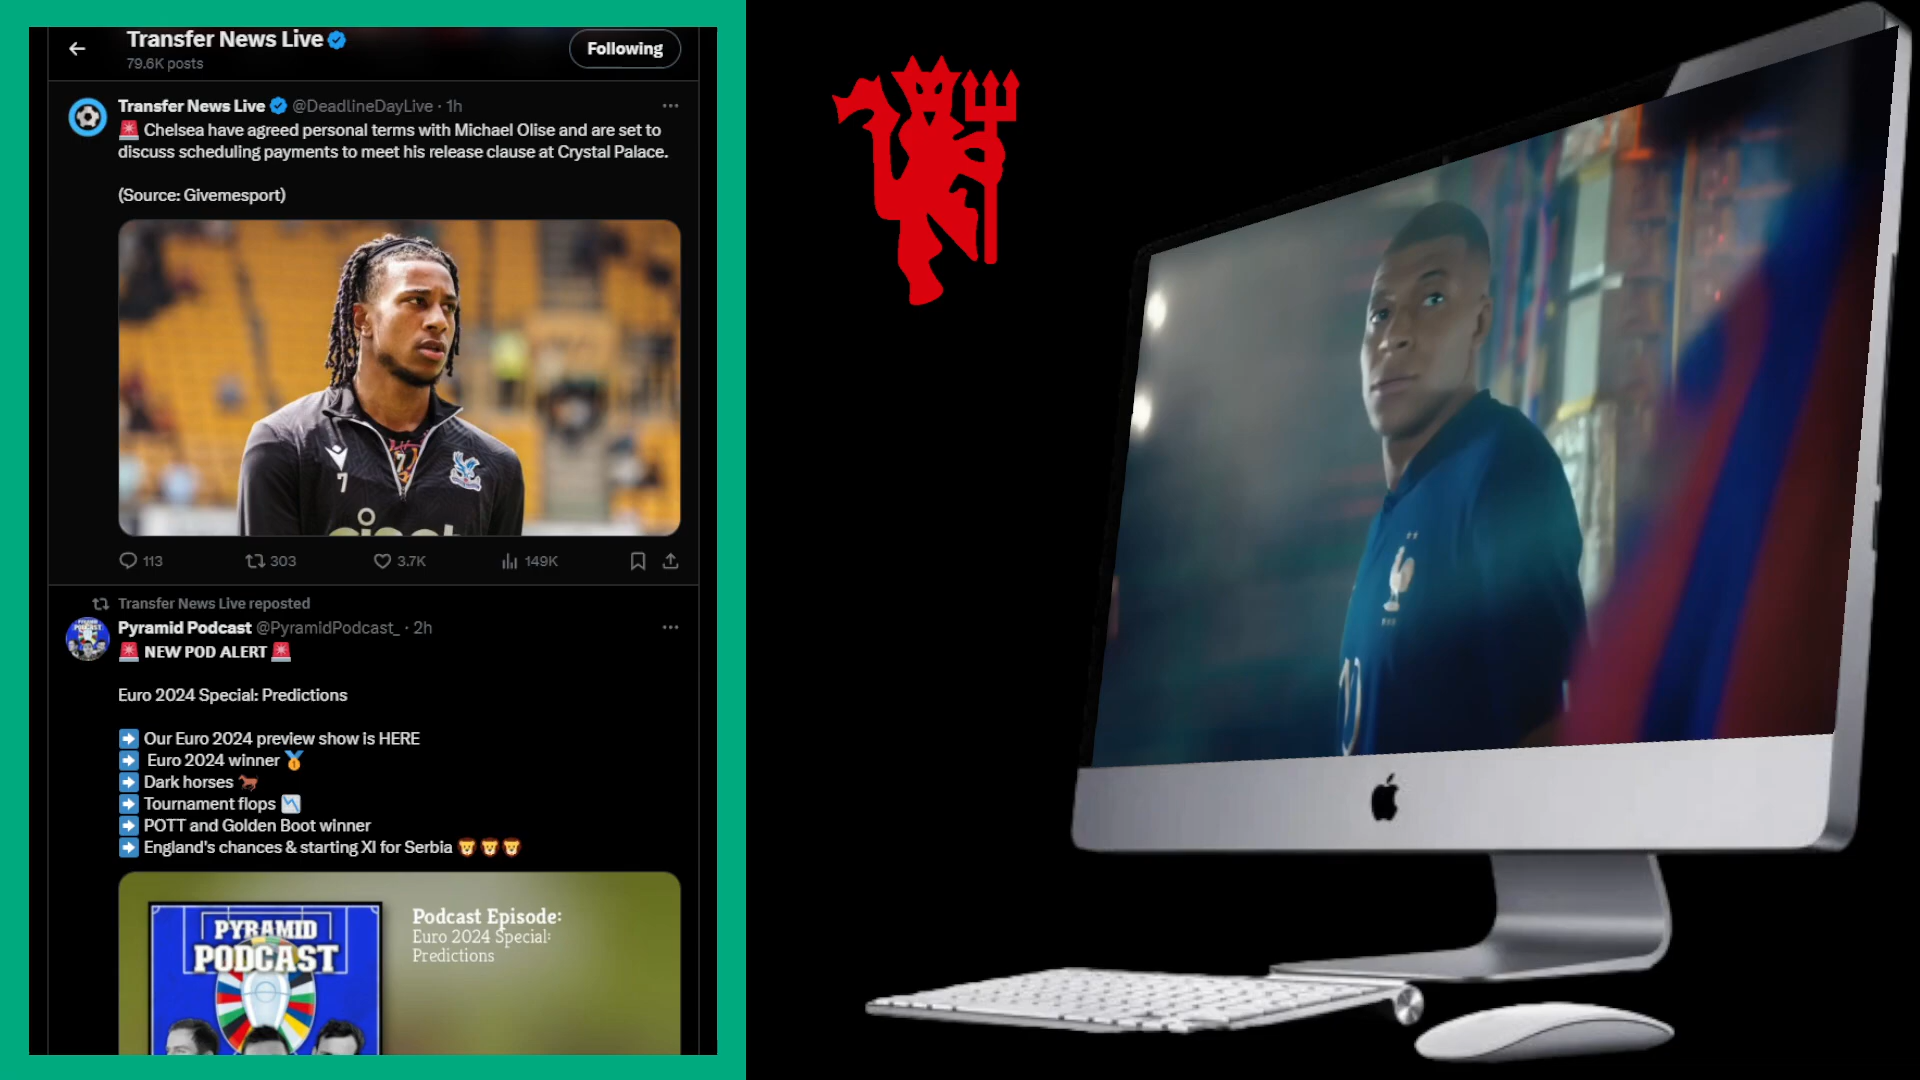 Transfer News Live
79.6K posts
Following
Transfer News Live @DeadlineDayLive · 1h
🚨 Chelsea have agreed personal terms with Michael Olise and are set to
discuss scheduling payments to meet his release clause at Crystal Palace.
(Source: Givemesport)
7
7
113 303 3.7K 149K
Transfer News Live reposted
Pyramid Podcast @PyramidPodcast_ · 2h
🚨 NEW POD ALERT 🚨
Euro 2024 Special: Predictions
➡️ Our Euro 2024 preview show is HERE
➡️ Euro 2024 winner 🥇
➡️ Dark horses 🐎
➡️ Tournament flops 📉
➡️ POTT and Golden Boot winner
➡️ England's chances & starting XI for Serbia 🦁 🦁 🦁
PYRAMID
PODCAST
Podcast Episode:
Euro 2024 Special:
Predictions
10